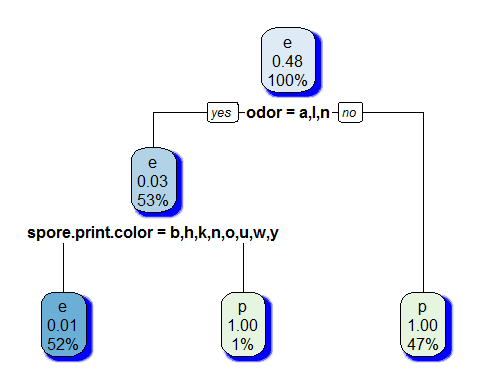 e
0.48
100%
yes odor = a,l,n no
e
0.03
53%
spore.print.color = b,h,k,n,o,u,w,y
e
0.01
52%
p
1.00
1%
p
1.00
47%